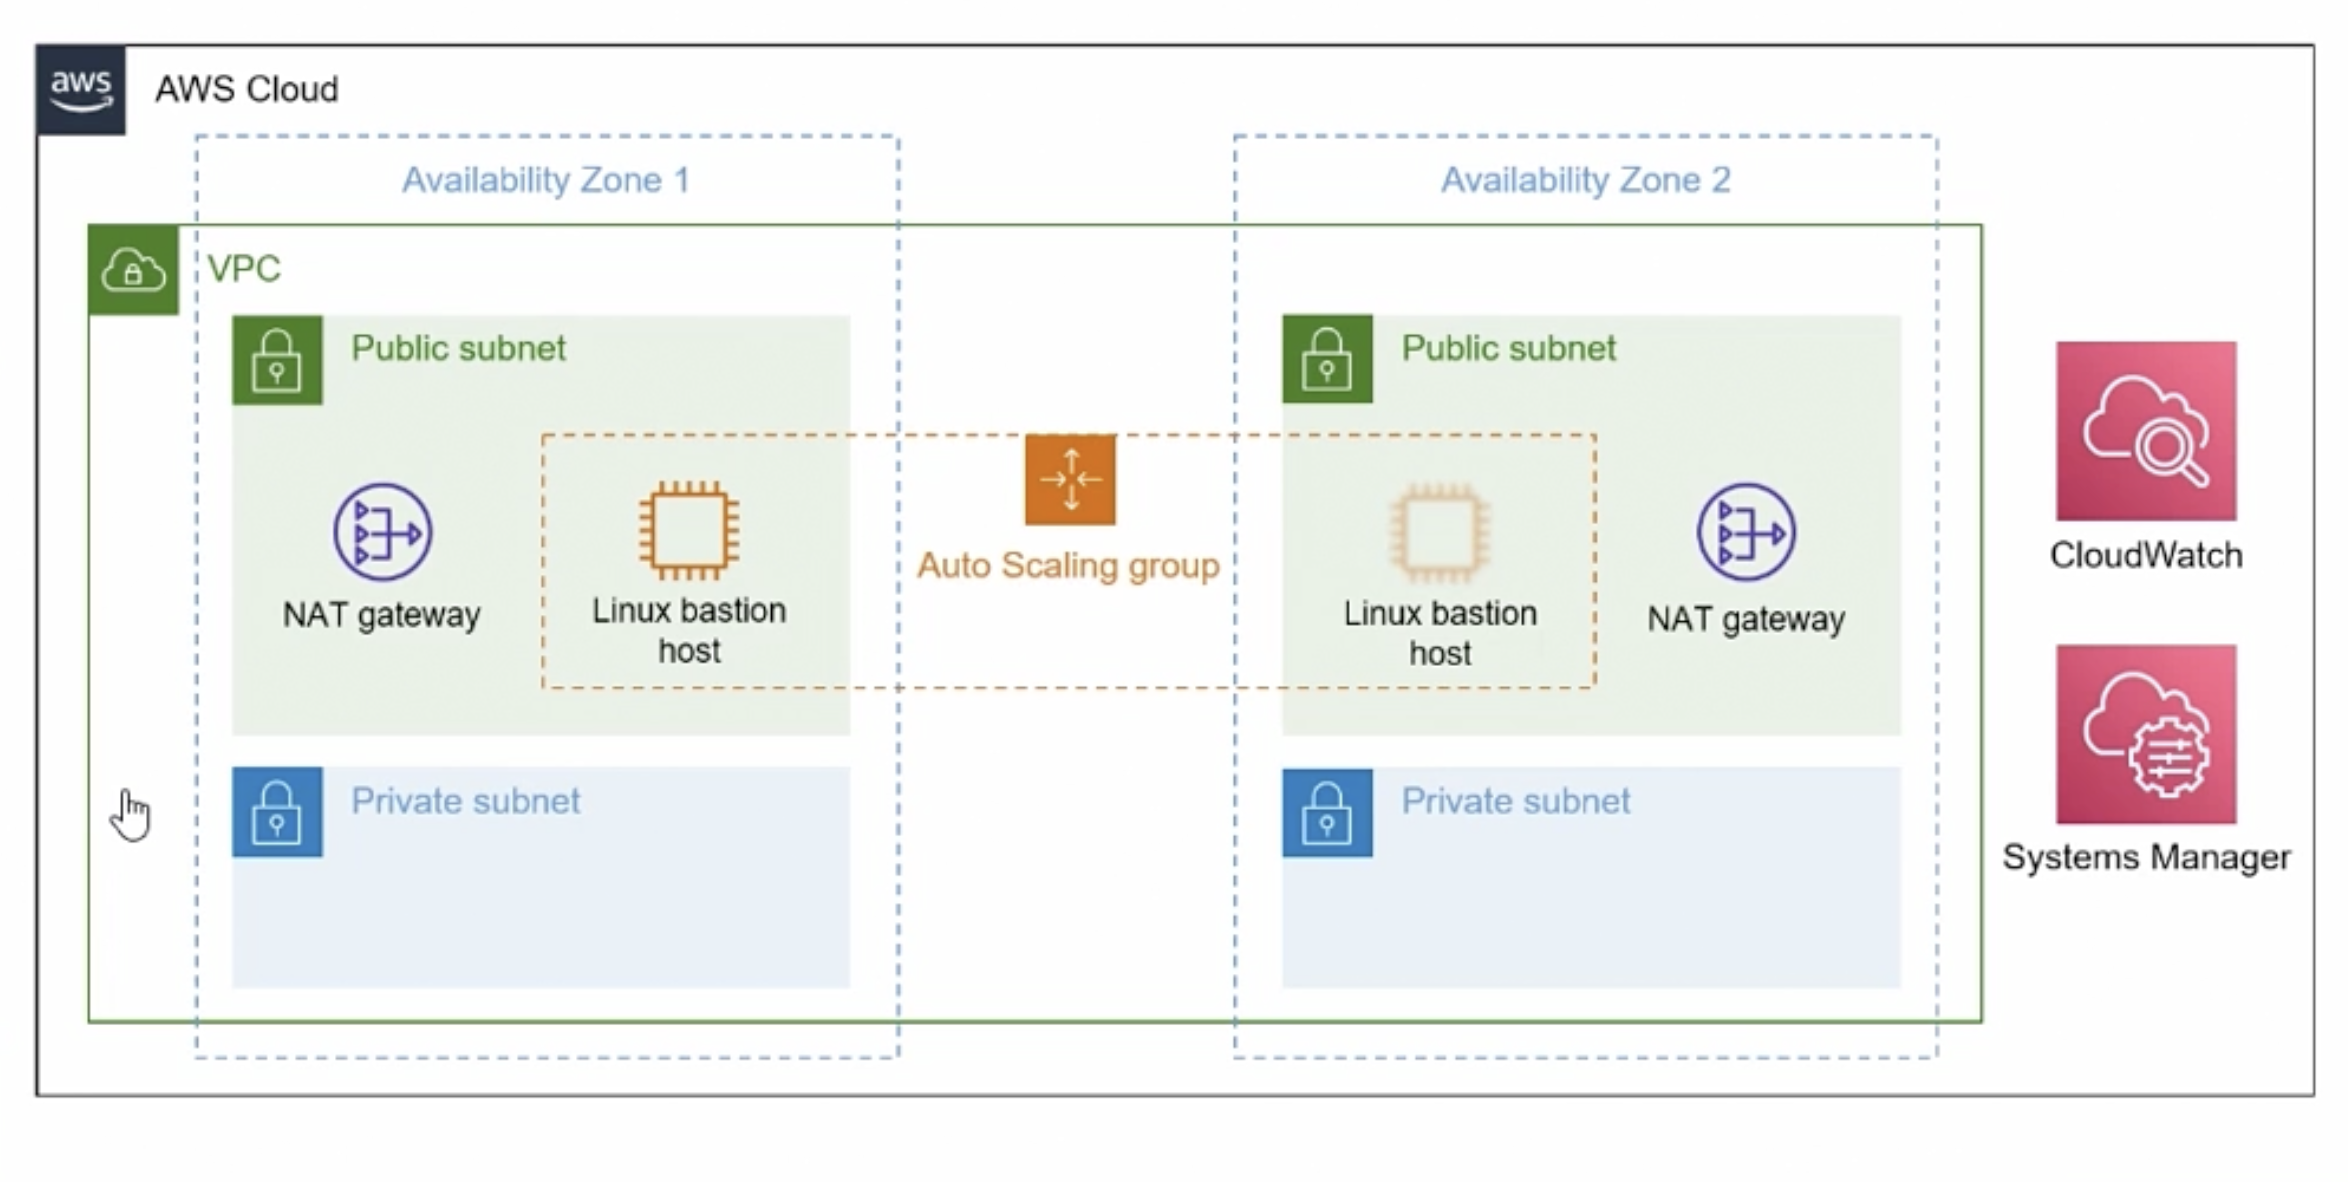 aws
AWS Cloud
Availability Zone 1
Availability Zone 2
VPC
Public subnet
Public subnet
NAT gateway
Linux bastion
host
Auto Scaling group
Linux bastion
host
NAT gateway
CloudWatch
Private subnet
Private subnet
Systems Manager